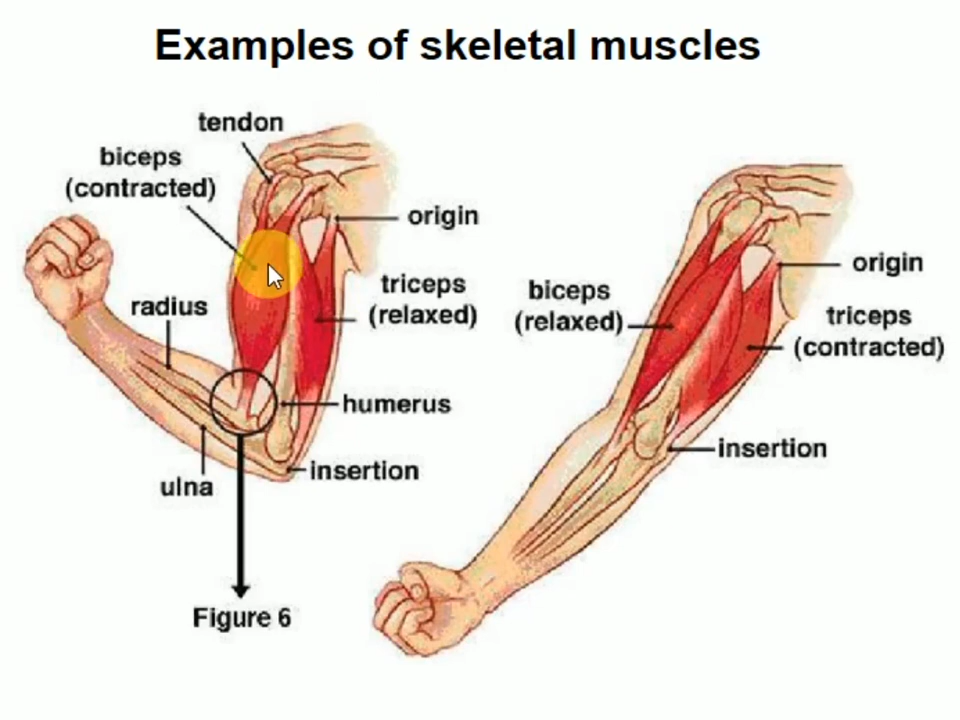 Examples of skeletal muscles
tendon
biceps
(contracted)
origin
triceps
(relaxed)
radius
humerus
insertion
ulna
Figure 6
origin
biceps
(relaxed)
triceps
(contracted)
insertion